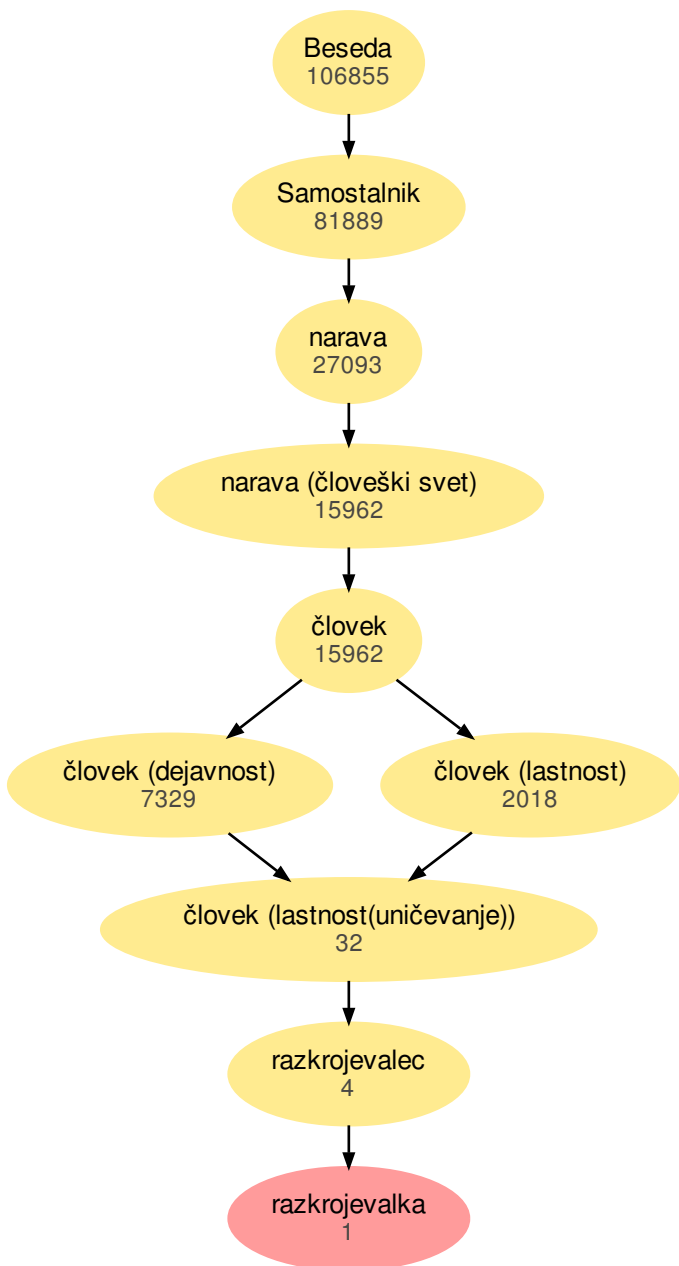 Beseda
106855
Samostalnik
81889
narava
27093
narava (človeški svet)
15962
človek
15962
človek (dejavnost)
7329
človek (lastnost)
2018
človek (lastnost(uničevanje))
32
razkrojevalec
4
razkrojevalka
1